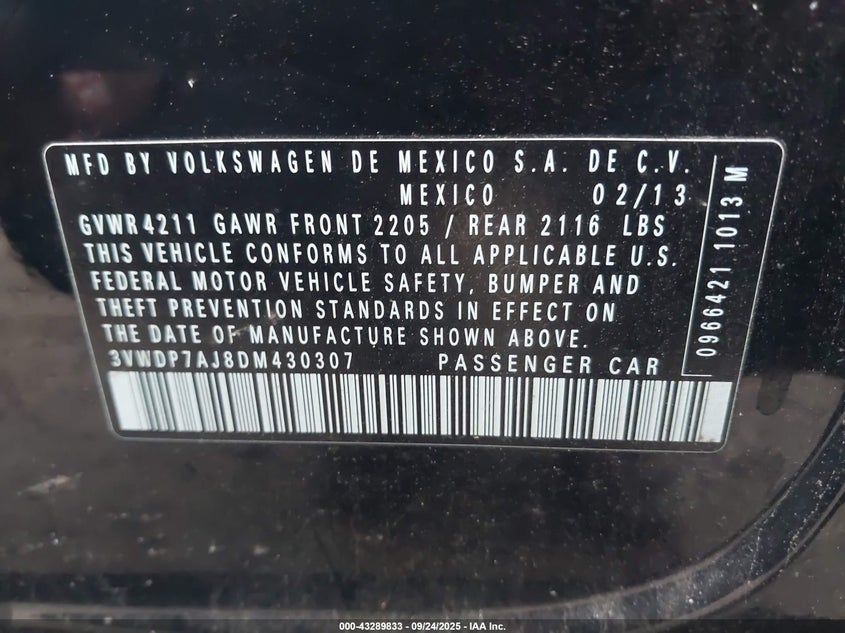 MFD BY VOLKSWAGEN DE MEXICO S.A. DE C.V.
MEXICO 02/13
GVWR 4211 GAWR FRONT 2205 / REAR 2116 LBS
THIS VEHICLE CONFORMS TO ALL APPLICABLE U.S.
FEDERAL MOTOR VEHICLE SAFETY, BUMPER AND
THEFT PREVENTION STANDARDS IN EFFECT ON
THE DATE OF MANUFACTURE SHOWN ABOVE.
3VWDP7AJ8DM430307 PASSENGER CAR
0966421 1013 M
000-43289833 - 09/24/2025 - IAA Inc.